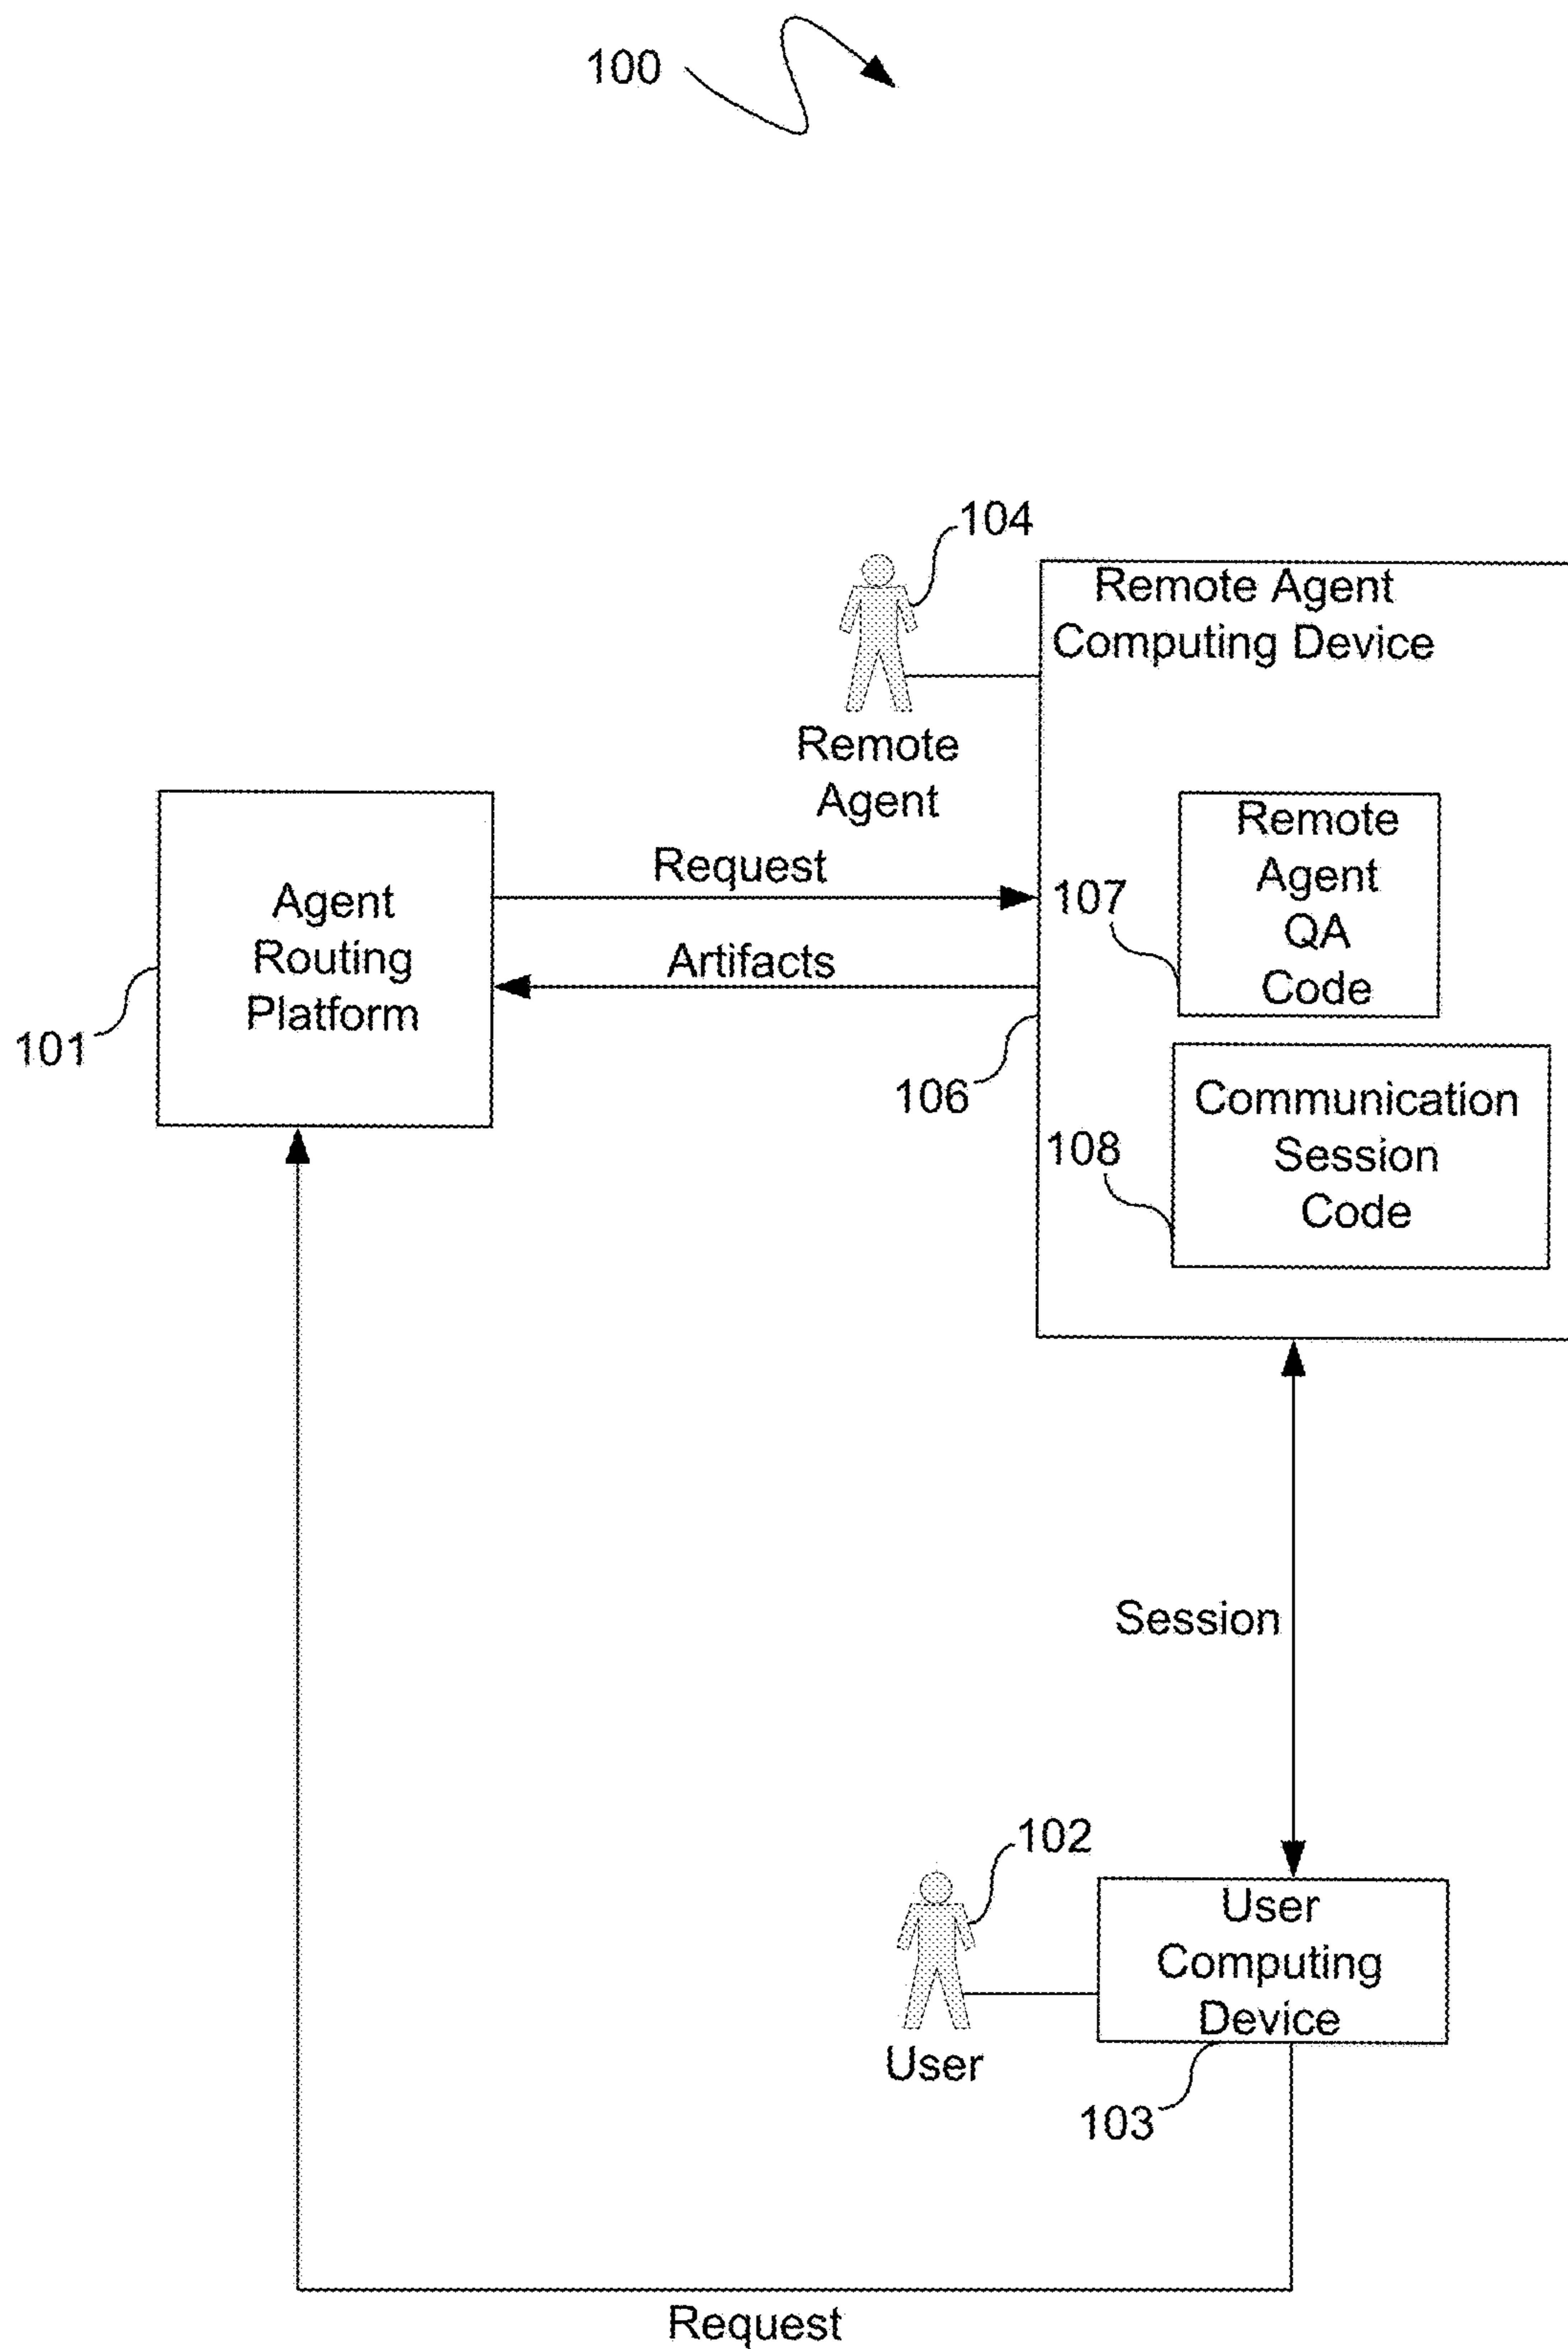 100
104
Remote Agent
Computing Device
Remote
Agent
Remote
Agent
QA
Code
107
Request
Agent
Routing
Platform
Artifacts
101
106
Communication
Session
Code
108
Session
102
User
Computing
Device
User
103
Request